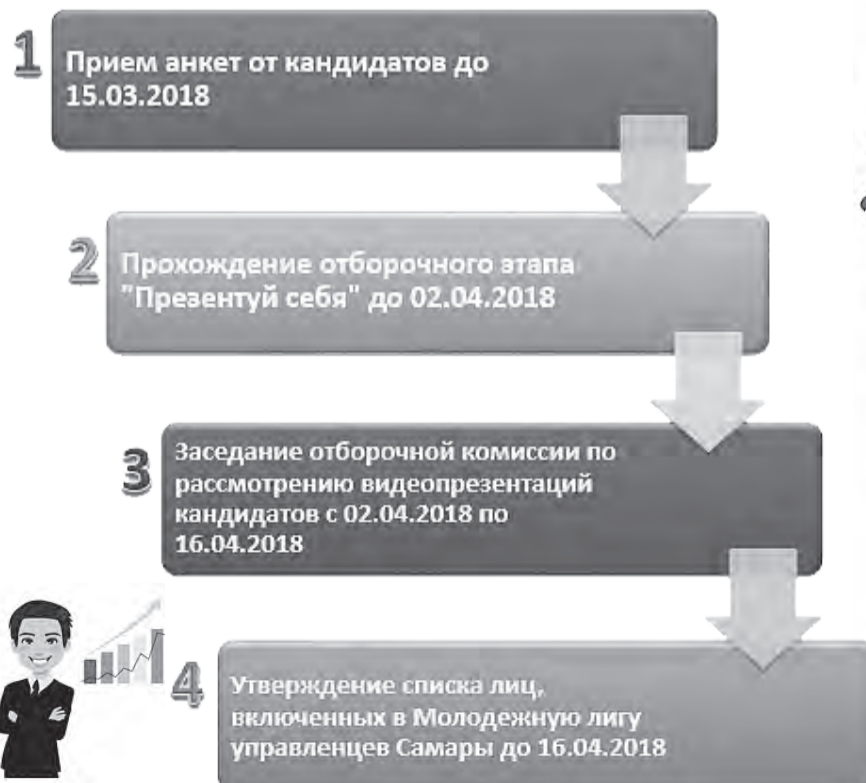 1
Прием анкет от кандидатов до
15.03.2018
2
Прохождение отборочного этапа
"Презентуй себя" до 02.04.2018
3
Заседание отборочной комиссии по
рассмотрению видеопрезентаций
кандидатов с 02.04.2018 по
16.04.2018
4
Утверждение списка лиц,
включенных в Молодежную лигу
управленцев Самары до 16.04.2018